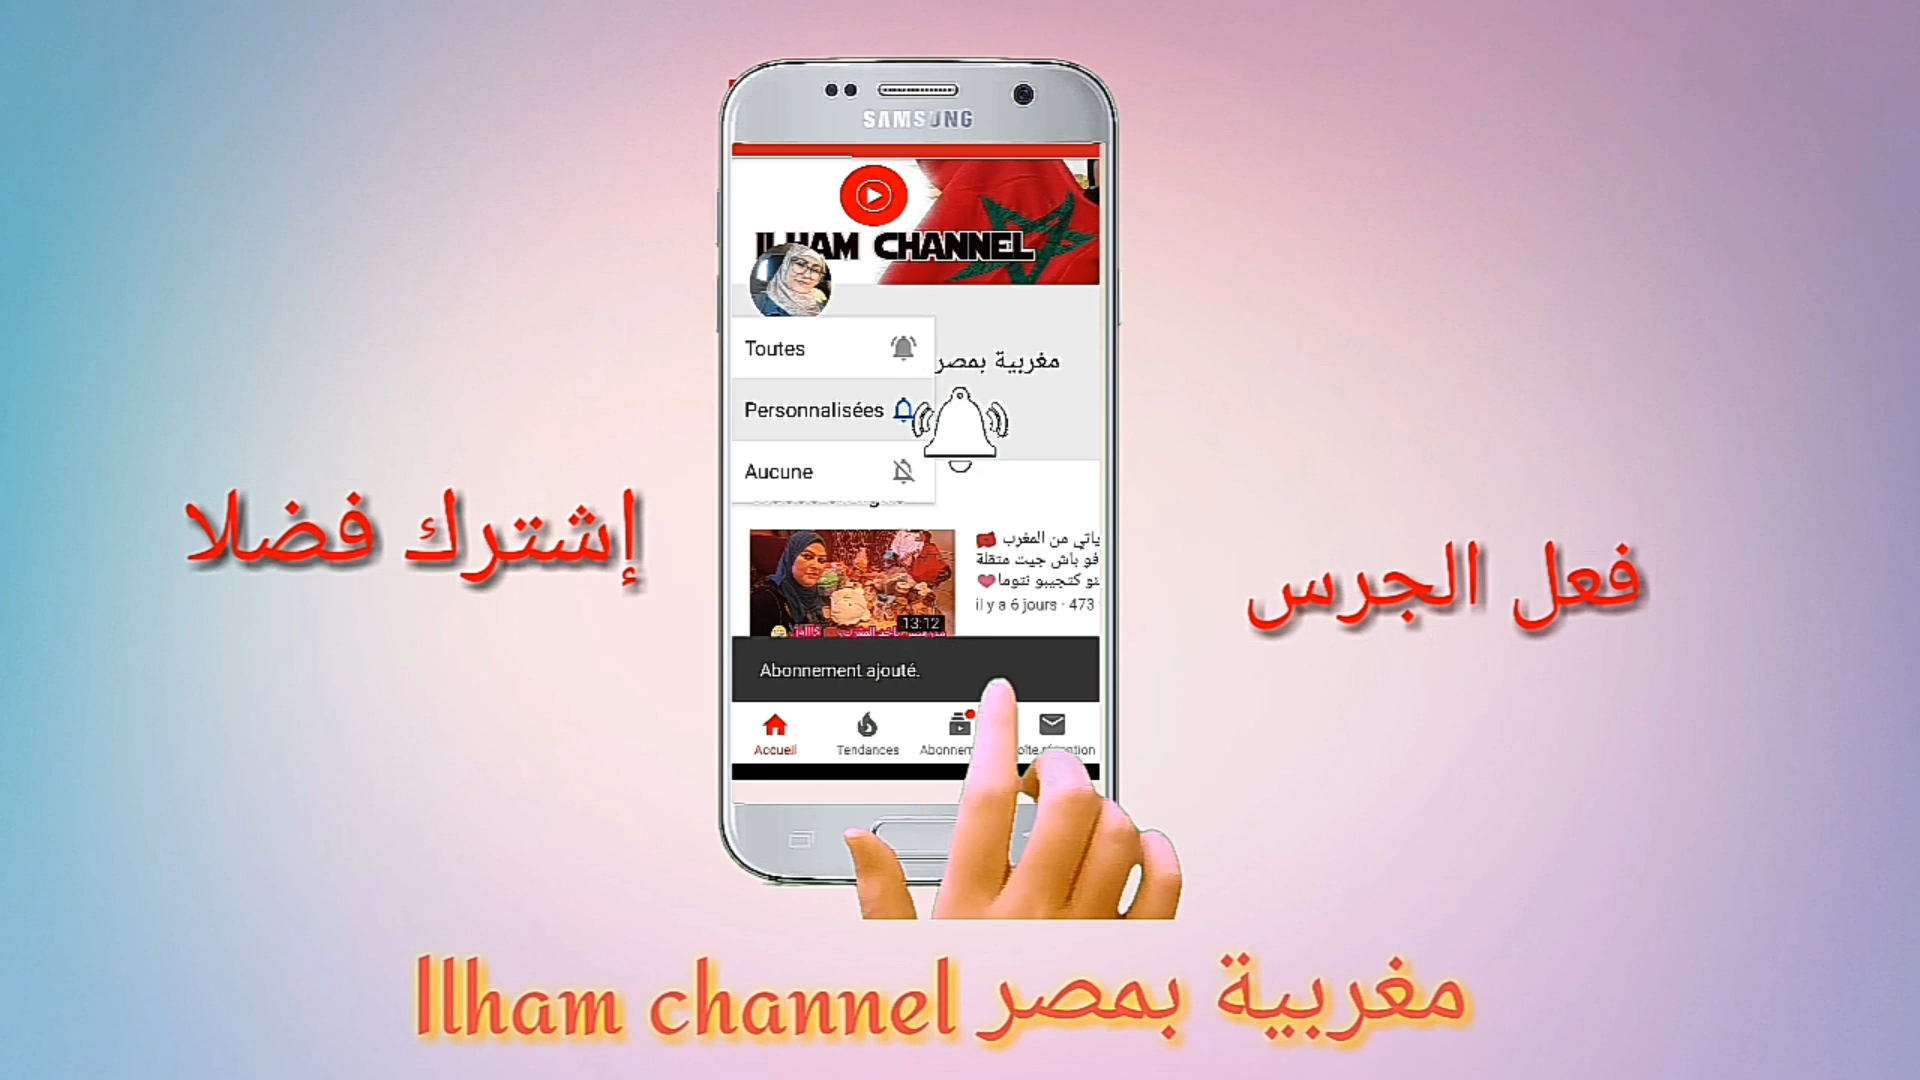 SAMSUNG
ILHAM CHANNEL
Toutes
مغربية بمصر
Personnalisées
Aucune
ياتي من المغرب
فو باش جيت متقلة
نو كتجيبو نتوما
il y a 6 jours · 473
13:12
Abonnement ajouté.
Accueil
Tendances
إشترك فضلا
فعل الجرس
Ilham channel مغربية بمصر